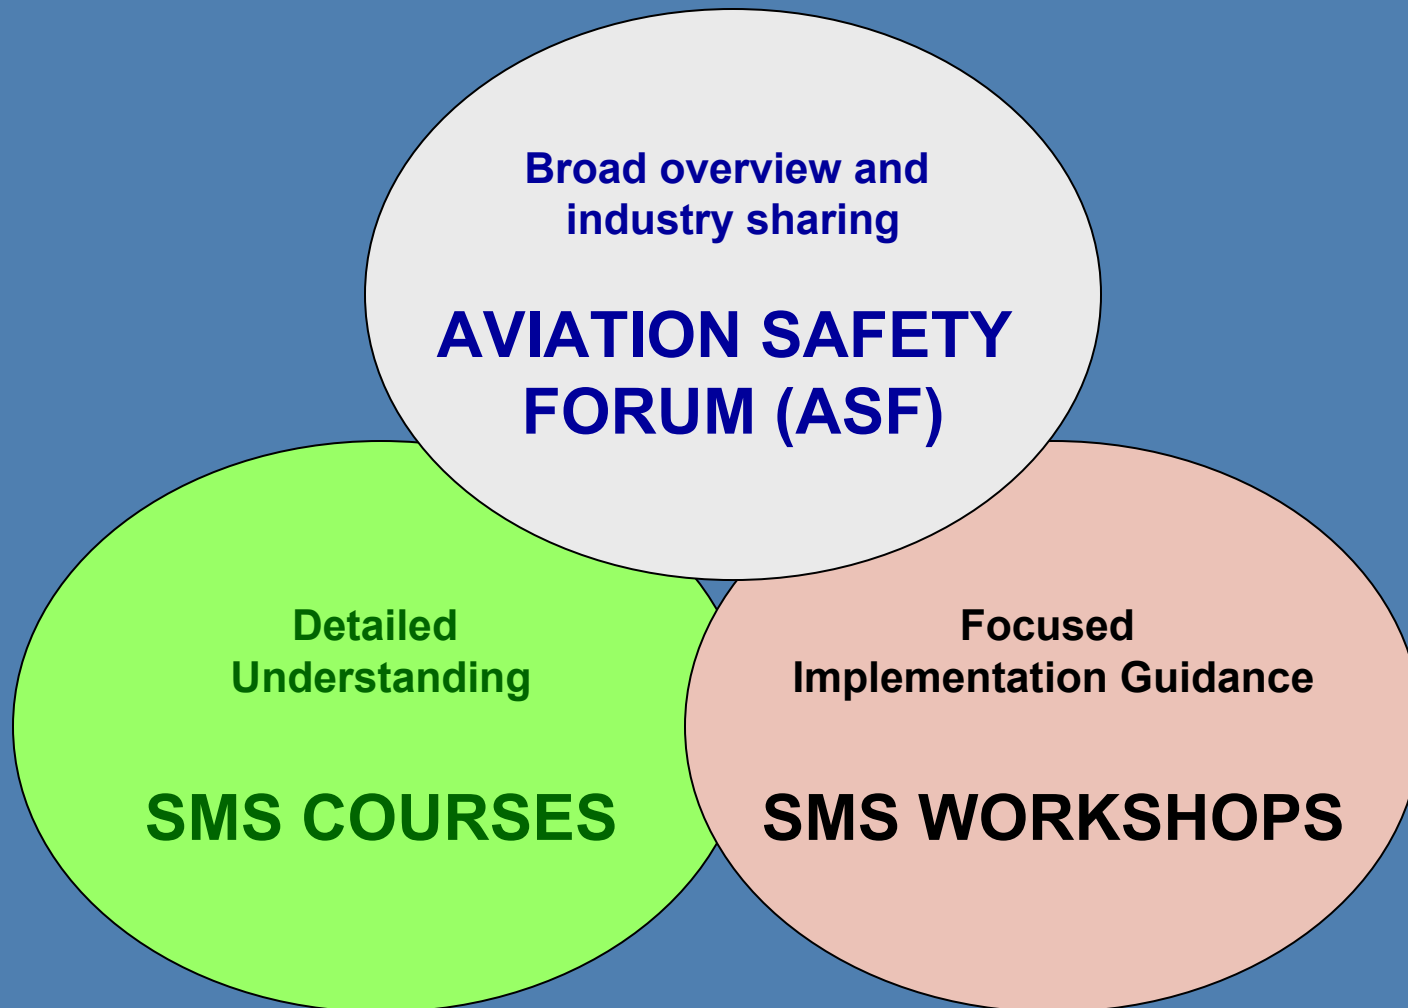 Broad overview and
industry sharing
AVIATION SAFETY
FORUM (ASF)
Detailed
Understanding
SMS COURSES
Focused
Implementation Guidance
SMS WORKSHOPS